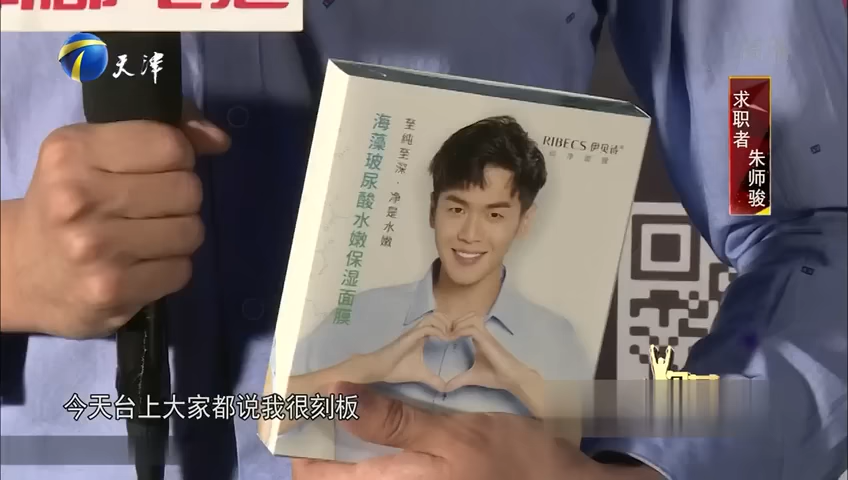 天津
求职者 朱师骏
RIBECS 伊贝诗
至纯至深·净是水嫩
海藻玻尿酸水嫩保湿面膜
今天台上大家都说我很刻板